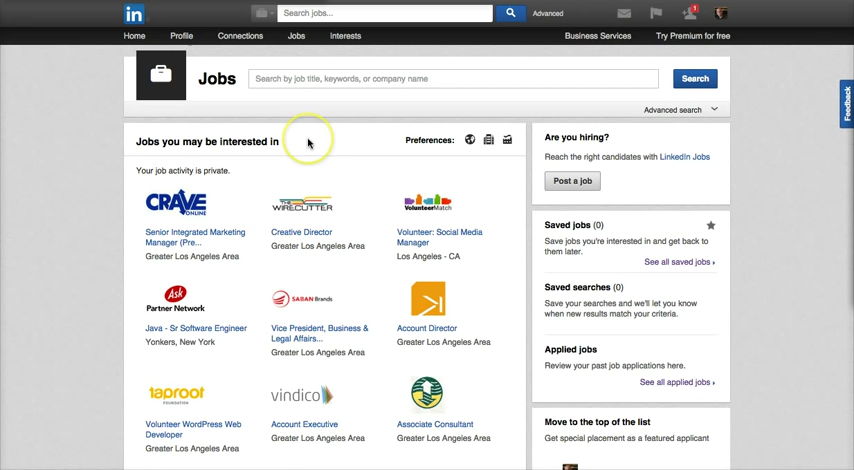 in
Search jobs...
Advanced
1
Home Profile Connections Jobs Interests Business Services Try Premium for free
Jobs
Search by job title, keywords, or company name
Search
Advanced search
Feedback
Jobs you may be interested in
Preferences:
Your job activity is private.
CRAVE
ONLINE
Senior Integrated Marketing
Manager (Pre...
Greater Los Angeles Area
THE
WIRECUTTER
Creative Director
Greater Los Angeles Area
VolunteerMatch
Volunteer: Social Media
Manager
Los Angeles - CA
Ask
Partner Network
Java - Sr Software Engineer
Yonkers, New York
SABAN Brands
Vice President, Business &
Legal Affairs...
Greater Los Angeles Area
Account Director
Greater Los Angeles Area
taproot
FOUNDATION
Volunteer WordPress Web
Developer
Greater Los Angeles Area
vindico
Account Executive
Greater Los Angeles Area
Associate Consultant
Greater Los Angeles Area
Are you hiring?
Reach the right candidates with LinkedIn Jobs
Post a job
Saved jobs (0)
Save jobs you're interested in and get back to
them later.
See all saved jobs ›
Saved searches (0)
Save your searches and we'll let you know
when new results match your criteria.
Applied jobs
Review your past job applications here.
See all applied jobs ›
Move to the top of the list
Get special placement as a featured applicant